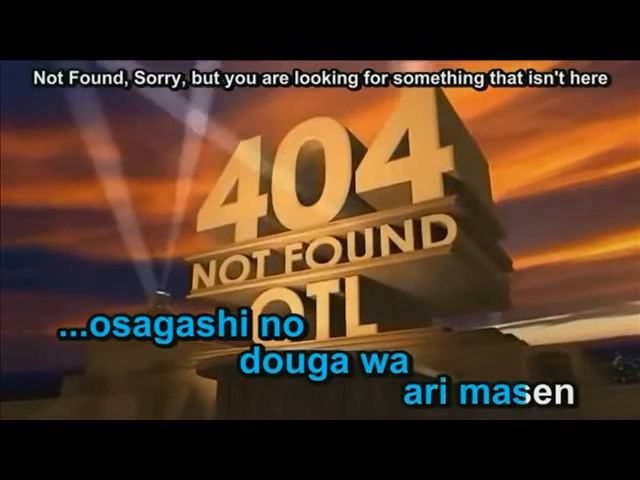 Not Found, Sorry, but you are looking for something that isn't here
404
NOT FOUND
OTL
...osagashi no
douga wa
ari masen